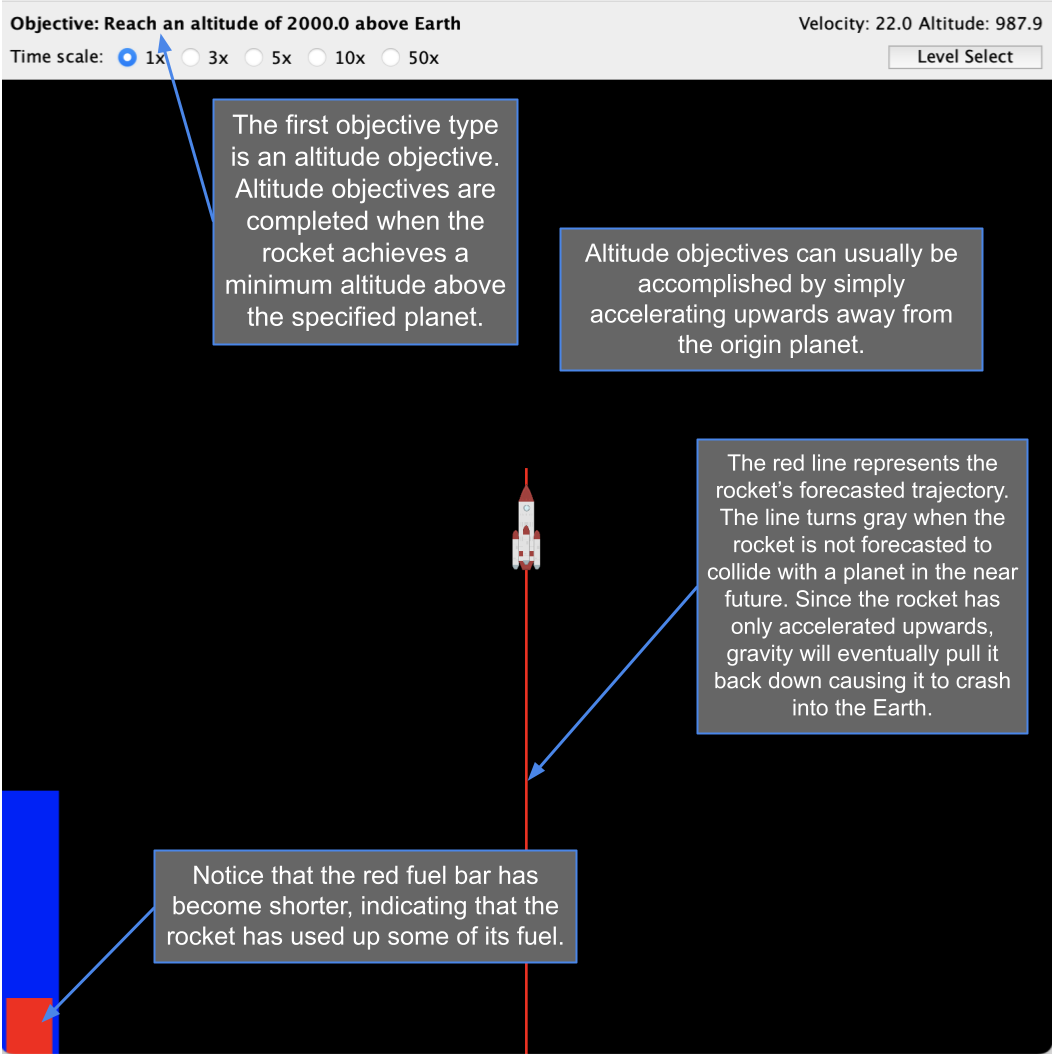 Objective: Reach an altitude of 2000.0 above Earth
Velocity: 22.0 Altitude: 987.9
Time scale: 1x 3x 5x 10x 50x
Level Select
The first objective type
is an altitude objective.
Altitude objectives are
completed when the
rocket achieves a
minimum altitude above
the specified planet.
Altitude objectives can usually be
accomplished by simply
accelerating upwards away from
the origin planet.
The red line represents the
rocket’s forecasted trajectory.
The line turns gray when the
rocket is not forecasted to
collide with a planet in the near
future. Since the rocket has
only accelerated upwards,
gravity will eventually pull it
back down causing it to crash
into the Earth.
Notice that the red fuel bar has
become shorter, indicating that the
rocket has used up some of its fuel.